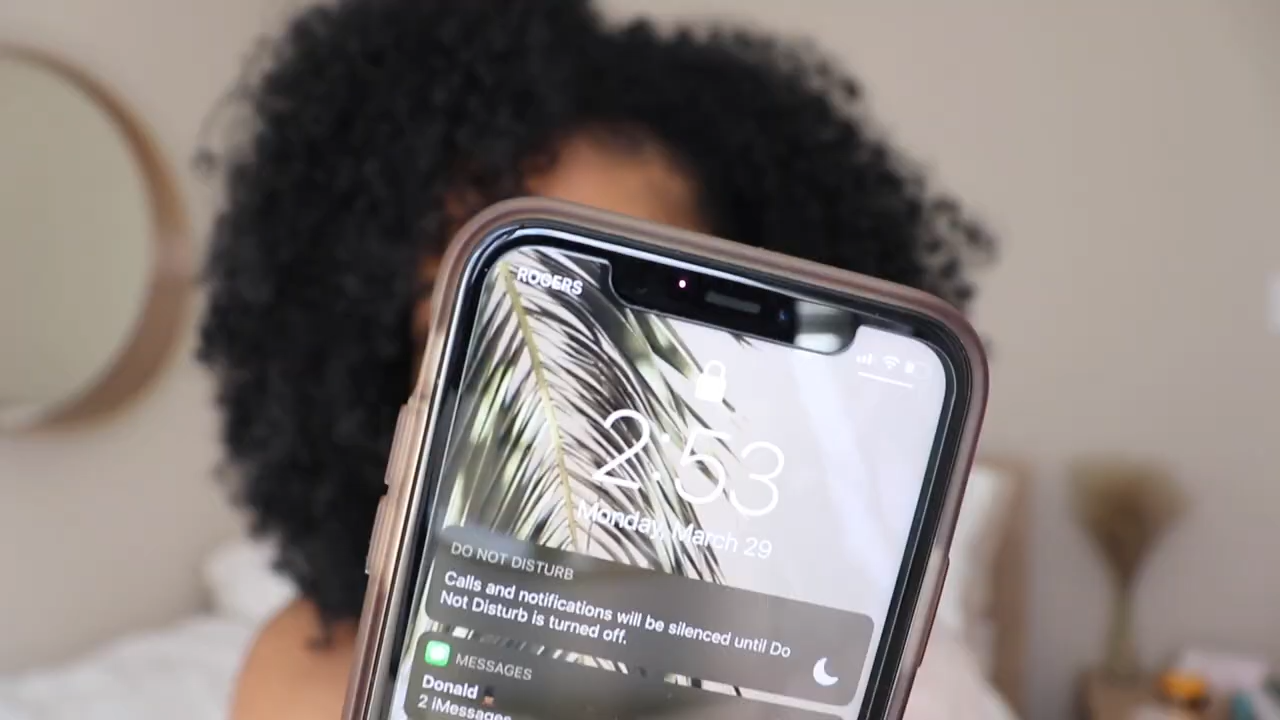 ROGERS
2:53
Monday, March 29
DO NOT DISTURB
Calls and notifications will be silenced until Do
Not Disturb is turned off.
MESSAGES
Donald
2 iMessages